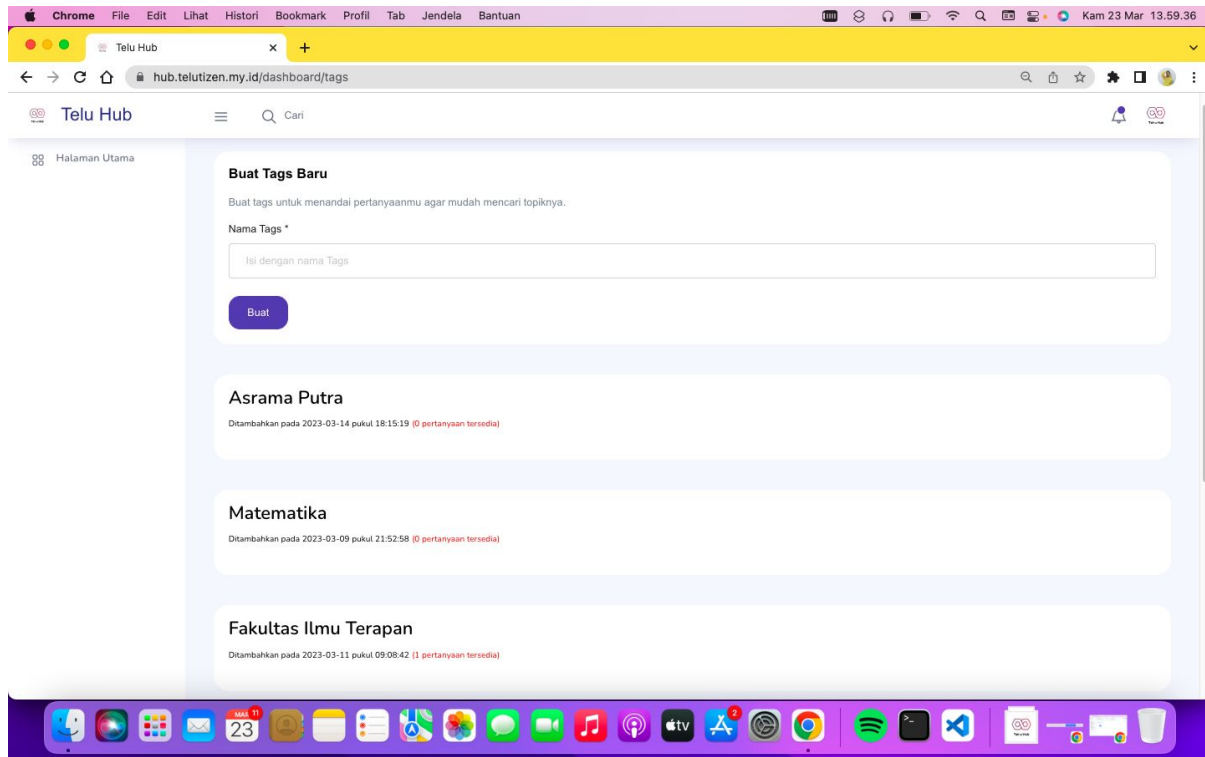 Chrome File Edit Lihat Histori Bookmark Profil Tab Jendela Bantuan Kam 23 Mar 13.59.36
Telu Hub
hub.telutizen.my.id/dashboard/tags
Telu Hub
Cari
Halaman Utama
Buat Tags Baru
Buat tags untuk menandai pertanyaanmu agar mudah mencari topiknya.
Nama Tags *
Isi dengan nama Tags
Buat
Asrama Putra
Ditambahkan pada 2023-03-14 pukul 18:15:19 (0 pertanyaan tersedia)
Matematika
Ditambahkan pada 2023-03-09 pukul 21:52:58 (0 pertanyaan tersedia)
Fakultas Ilmu Terapan
Ditambahkan pada 2023-03-11 pukul 09:08:42 (1 pertanyaan tersedia)
MAR 11
23
tv
2